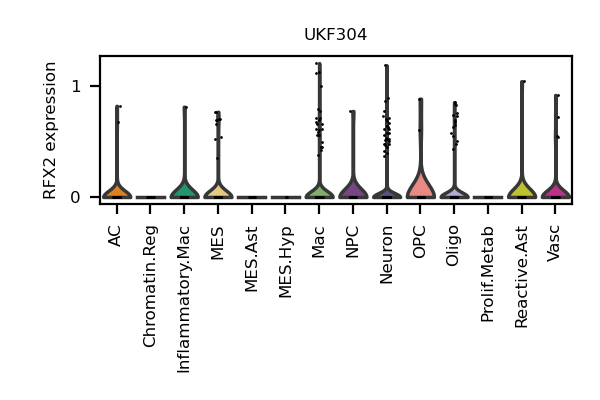 UKF304
RFX2 expression
1
0
AC
Chromatin.Reg
Inflammatory.Mac
MES
MES.Ast
MES.Hyp
Mac
NPC
Neuron
OPC
Oligo
Prolif.Metab
Reactive.Ast
Vasc